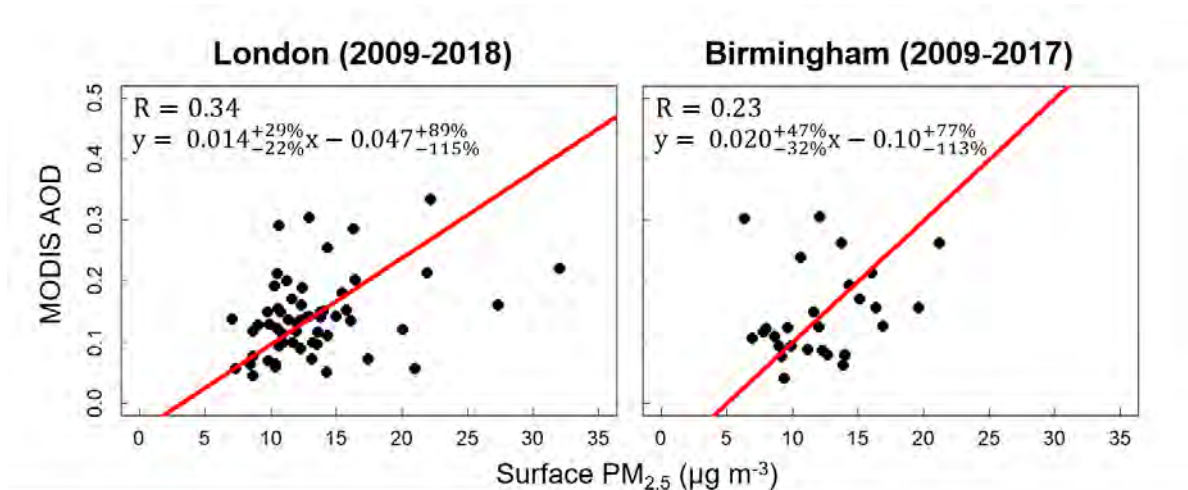 London (2009-2018)
R = 0.34
y = 0.014+29%−22%x − 0.047+89%−115%
Birmingham (2009-2017)
R = 0.23
y = 0.020+47%−32%x − 0.10+77%−113%
MODIS AOD
0.5
0.4
0.3
0.2
0.1
0.0
0 5 10 15 20 25 30 35
0 5 10 15 20 25 30 35
Surface PM2.5 (µg m-3)